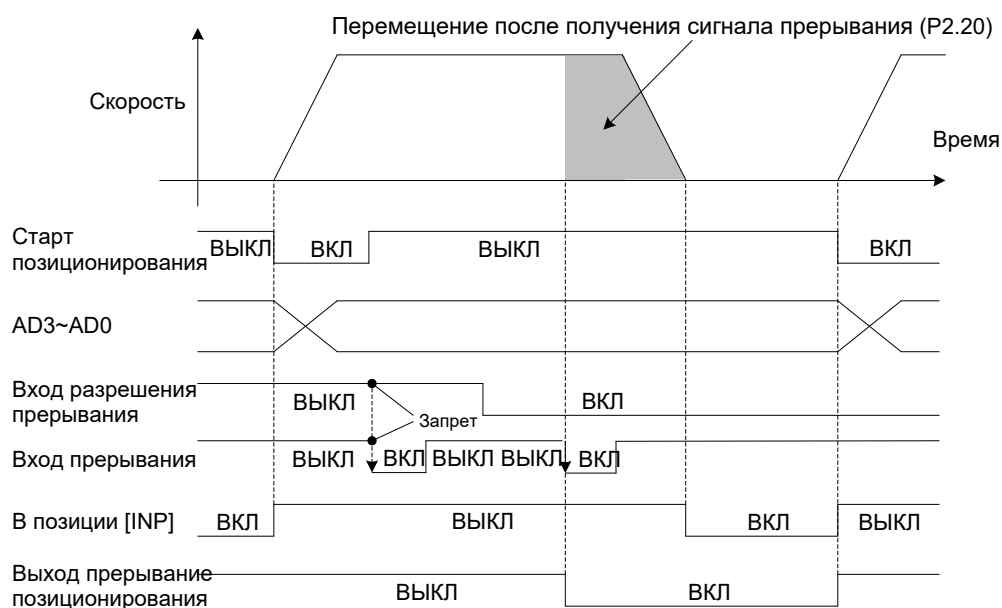 Перемещение после получения сигнала прерывания (P2.20)
Скорость
Время
Старт
позиционирования
ВЫКЛ
ВКЛ
ВЫКЛ
ВКЛ
AD3~AD0
Вход разрешения
прерывания
ВЫКЛ
ВКЛ
Запрет
Вход прерывания
ВЫКЛ
ВКЛ
ВЫКЛ
ВЫКЛ
ВКЛ
В позиции [INP]
ВКЛ
ВЫКЛ
ВКЛ
ВЫКЛ
Выход прерывание
позиционирования
ВЫКЛ
ВКЛ